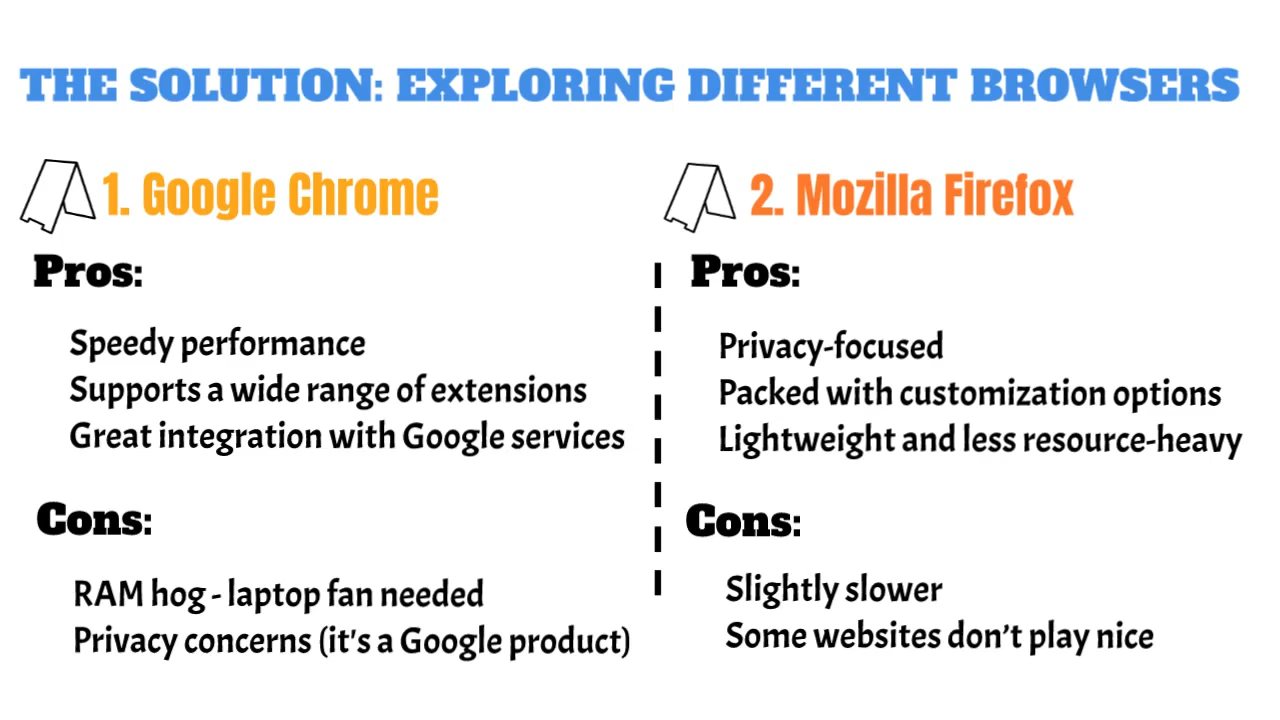 THE SOLUTION: EXPLORING DIFFERENT BROWSERS
1. Google Chrome
Pros:
Speedy performance
Supports a wide range of extensions
Great integration with Google services
Cons:
RAM hog - laptop fan needed
Privacy concerns (it's a Google product)
2. Mozilla Firefox
Pros:
Privacy-focused
Packed with customization options
Lightweight and less resource-heavy
Cons:
Slightly slower
Some websites don’t play nice